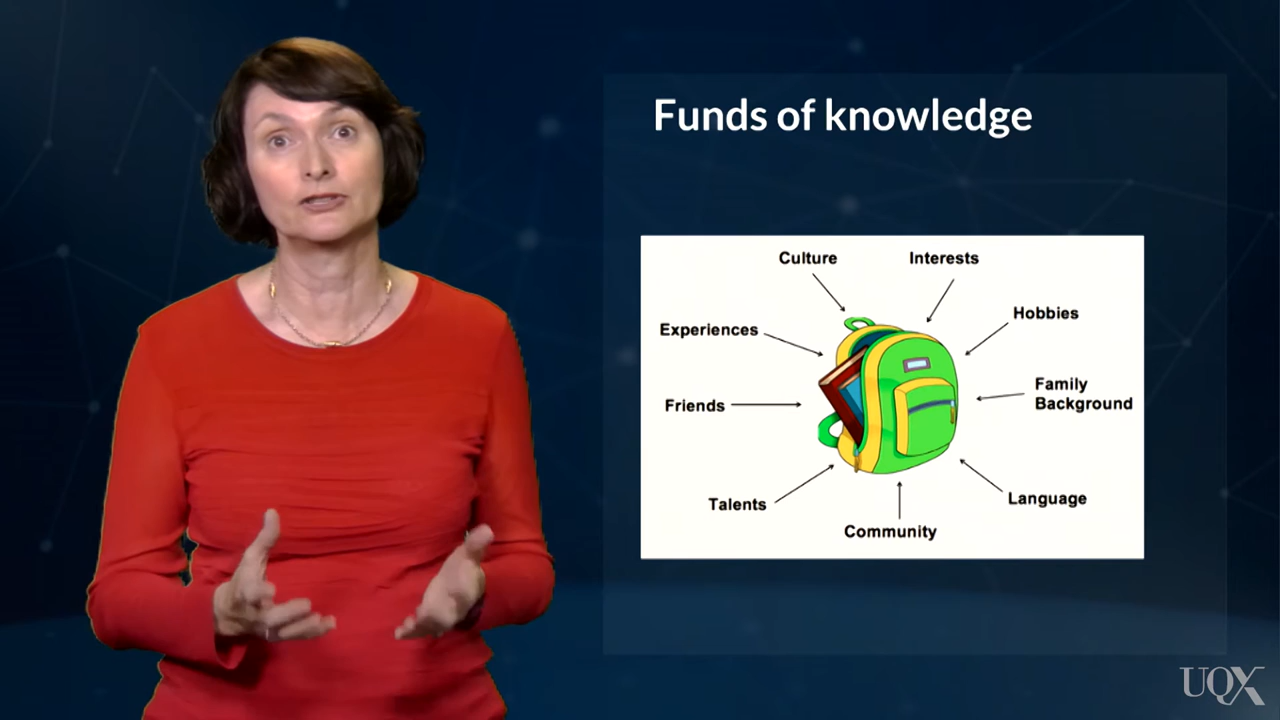 Funds of knowledge
Culture
Interests
Experiences
Hobbies
Friends
Family
Background
Talents
Language
Community
UQX